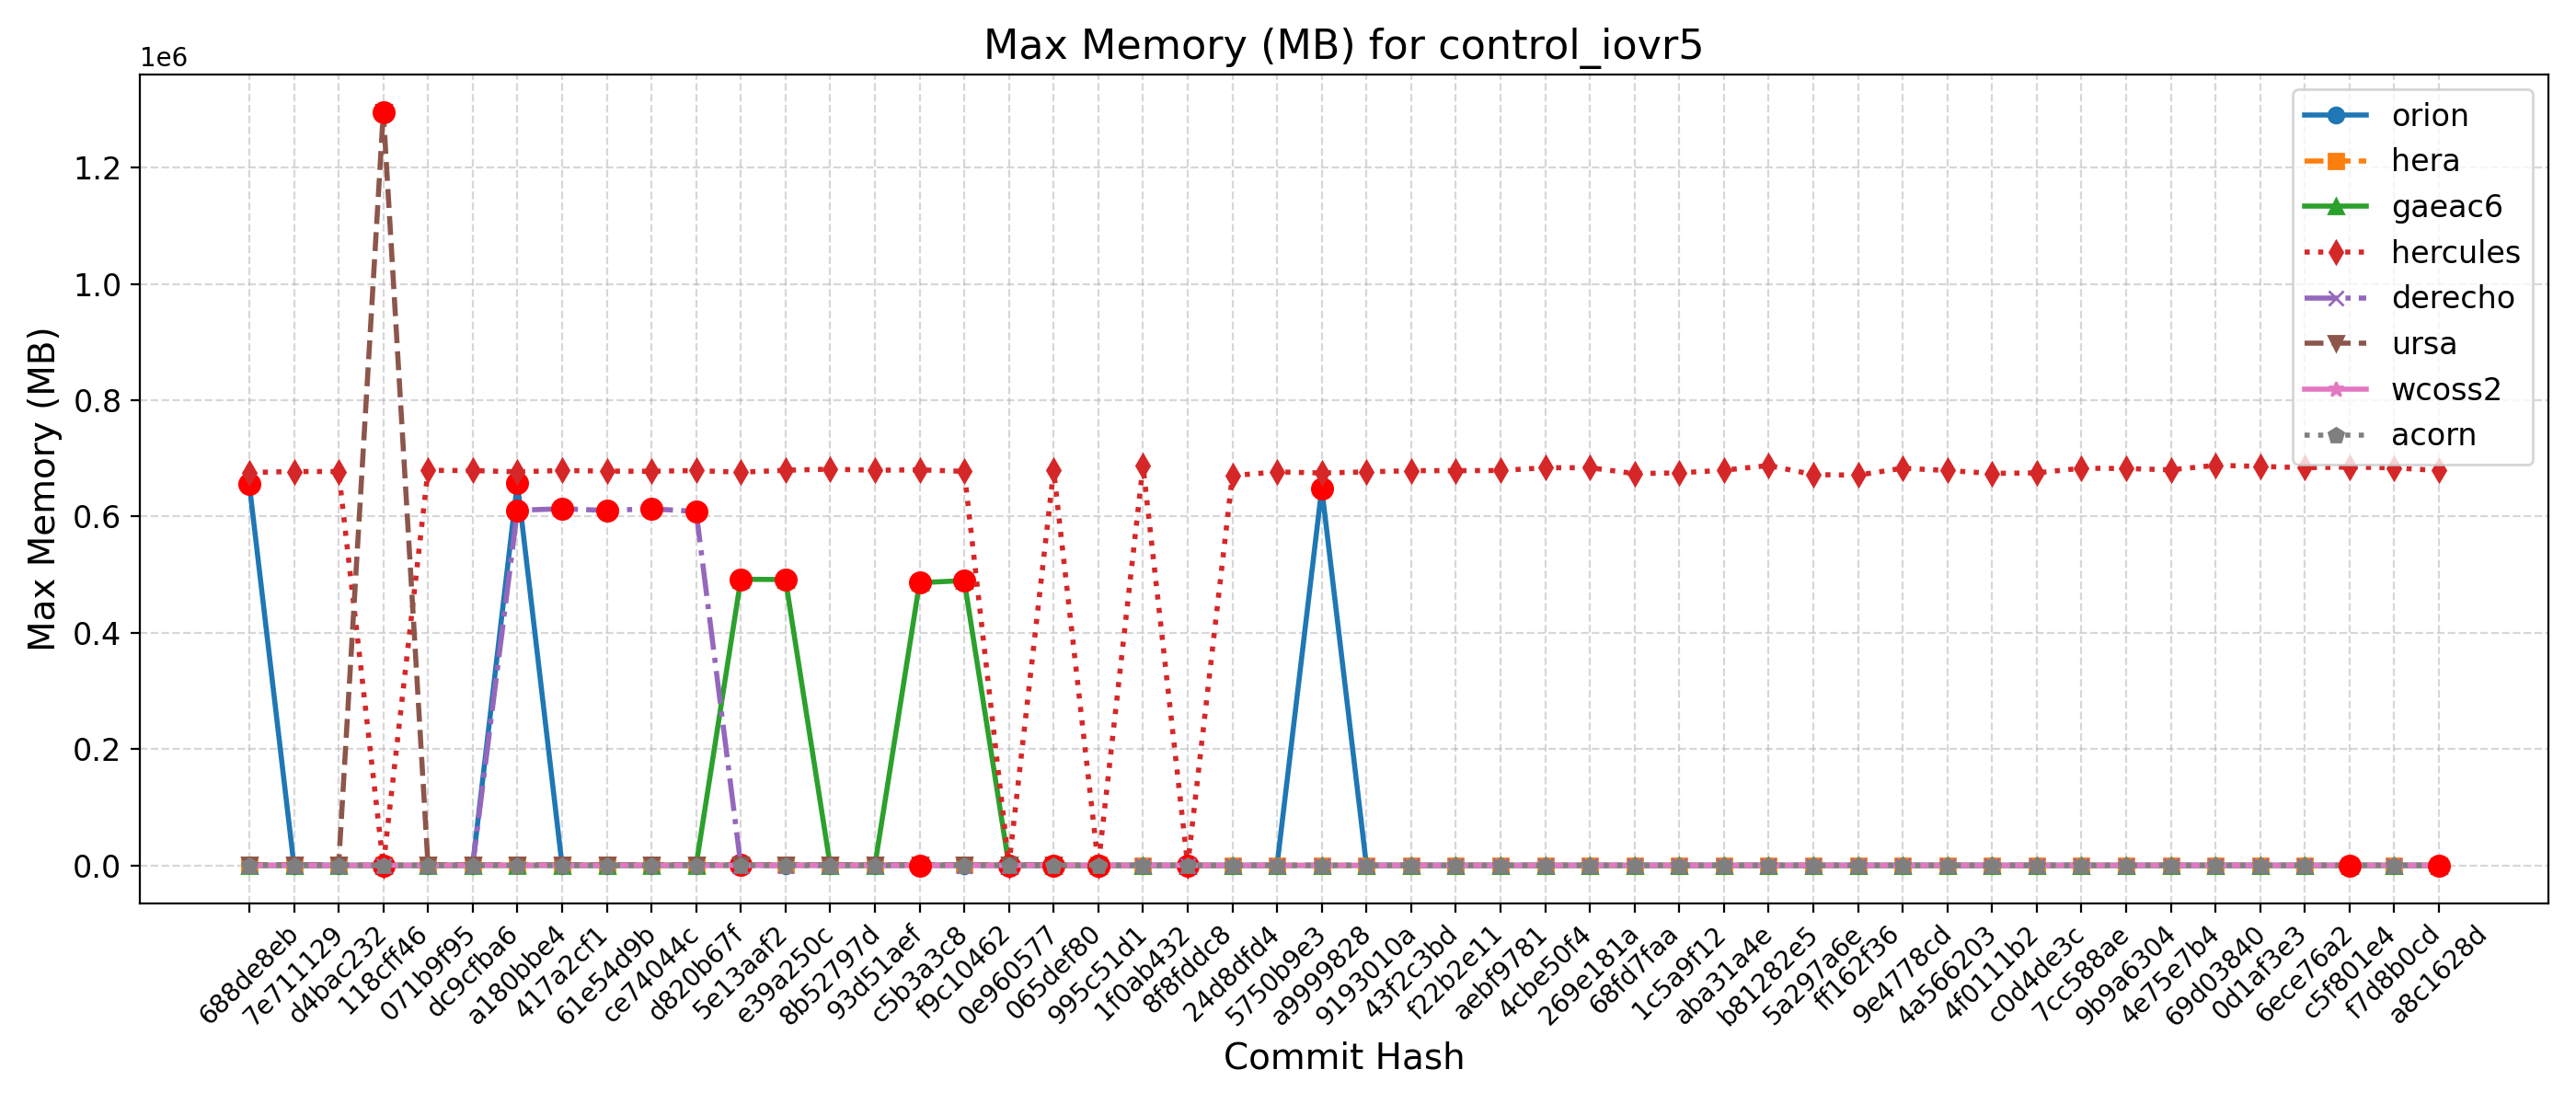 Max Memory (MB) for control_iovr5
1e6
1.2
1.0
0.8
0.6
0.4
0.2
0.0
Max Memory (MB)
orion
hera
gaeac6
hercules
derecho
ursa
wcoss2
acorn
688de8eb
7e711129
d4bac232
118cff46
071b9f95
dc9cfba6
a180bbe4
417a2cf1
61e54d9b
ce74044c
d820b67f
5e13aaf2
e39a250c
8b52797d
93d51aef
c5b3a3c8
f9c10462
0e960577
065def80
995c51d1
1f0ab432
8f8fddc8
24d8dfd4
5750b9e3
a9999828
9193010a
43f2c3bd
f22b2e11
aebf9781
4cbe50f4
269e181a
68fd7faa
1c5a9f12
aba31a4e
b81282e5
5a297a6e
ff162f36
9e4778cd
4a566203
4f0111b2
c0d4de3c
7cc588ae
9b9a6304
4e75e7b4
69d03840
0d1af3e3
6ece76a2
c5f801e4
f7d8b0cd
a8c1628d
Commit Hash